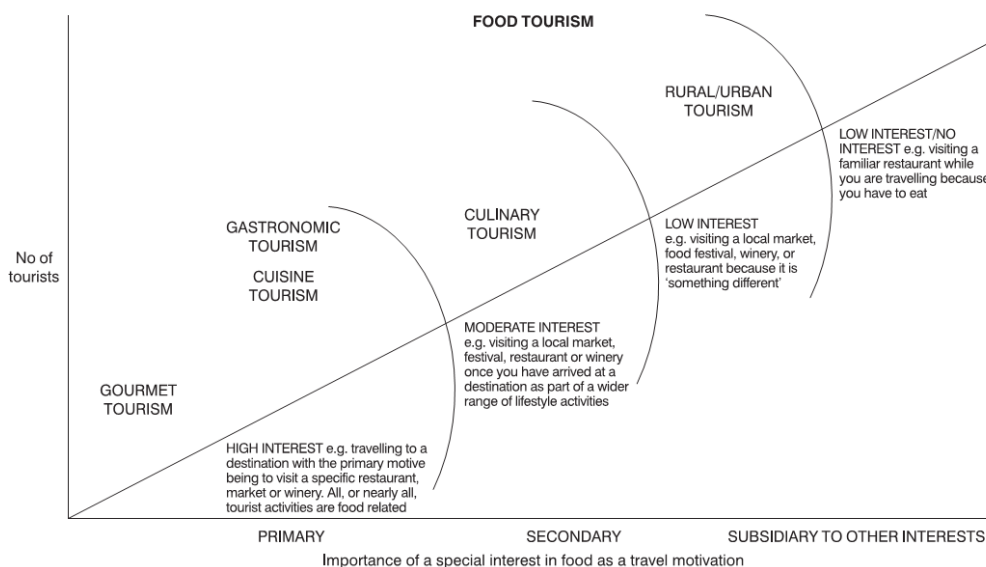 FOOD TOURISM
RURAL/URBAN
TOURISM
LOW INTEREST/NO
INTEREST e.g. visiting a
familiar restaurant while
you are travelling because
you have to eat
GASTRONOMIC
TOURISM
CUISINE
TOURISM
CULINARY
TOURISM
LOW INTEREST
e.g. visiting a local market,
food festival, winery, or
restaurant because it is
‘something different’
No of
tourists
MODERATE INTEREST
e.g. visiting a local market,
festival, restaurant or winery
once you have arrived at a
destination as part of a wider
range of lifestyle activities
GOURMET
TOURISM
HIGH INTEREST e.g. travelling to a
destination with the primary motive
being to visit a specific restaurant,
market or winery. All, or nearly all,
tourist activities are food related
PRIMARY
SECONDARY
SUBSIDIARY TO OTHER INTERESTS
Importance of a special interest in food as a travel motivation